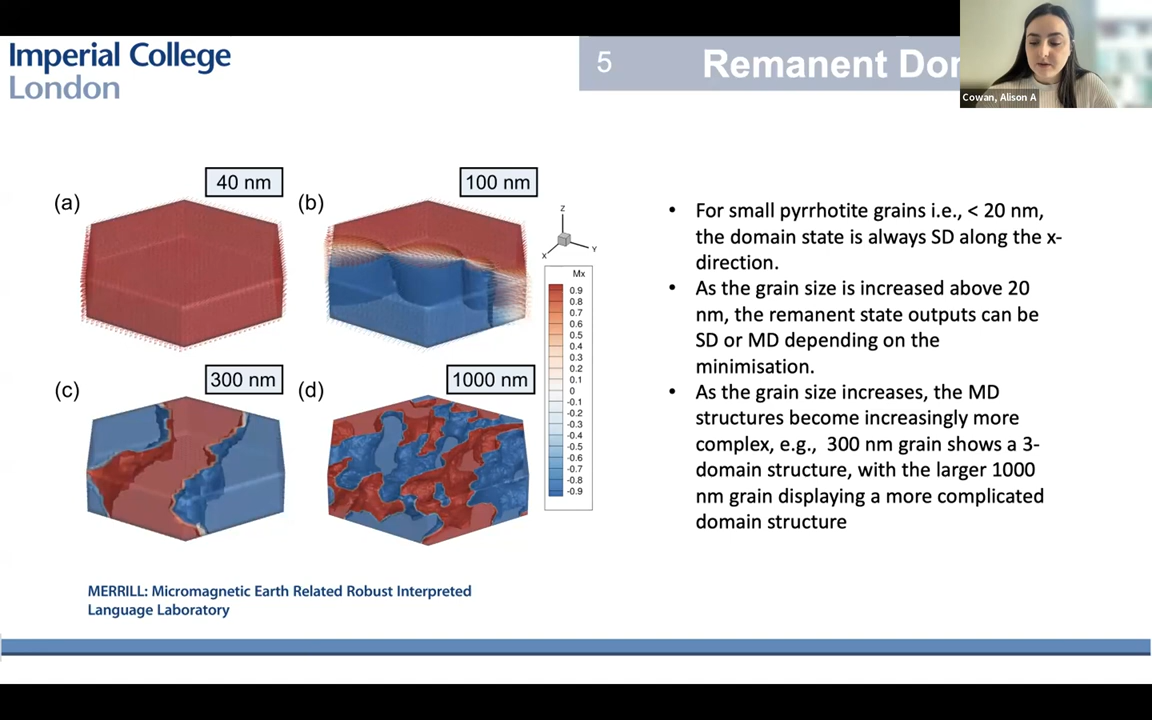 Imperial College
London
5
Remanent Dor
Cowan, Alison A
(a)
40 nm
(b)
100 nm
Z
Y
X
Mx
0.9
0.8
0.7
0.6
0.5
0.4
0.3
0.2
0.1
0
-0.1
-0.2
-0.3
-0.4
-0.5
-0.6
-0.7
-0.8
-0.9
(c)
300 nm
(d)
1000 nm
MERRILL: Micromagnetic Earth Related Robust Interpreted
Language Laboratory
• For small pyrrhotite grains i.e., < 20 nm,
the domain state is always SD along the x-
direction.
• As the grain size is increased above 20
nm, the remanent state outputs can be
SD or MD depending on the
minimisation.
• As the grain size increases, the MD
structures become increasingly more
complex, e.g., 300 nm grain shows a 3-
domain structure, with the larger 1000
nm grain displaying a more complicated
domain structure